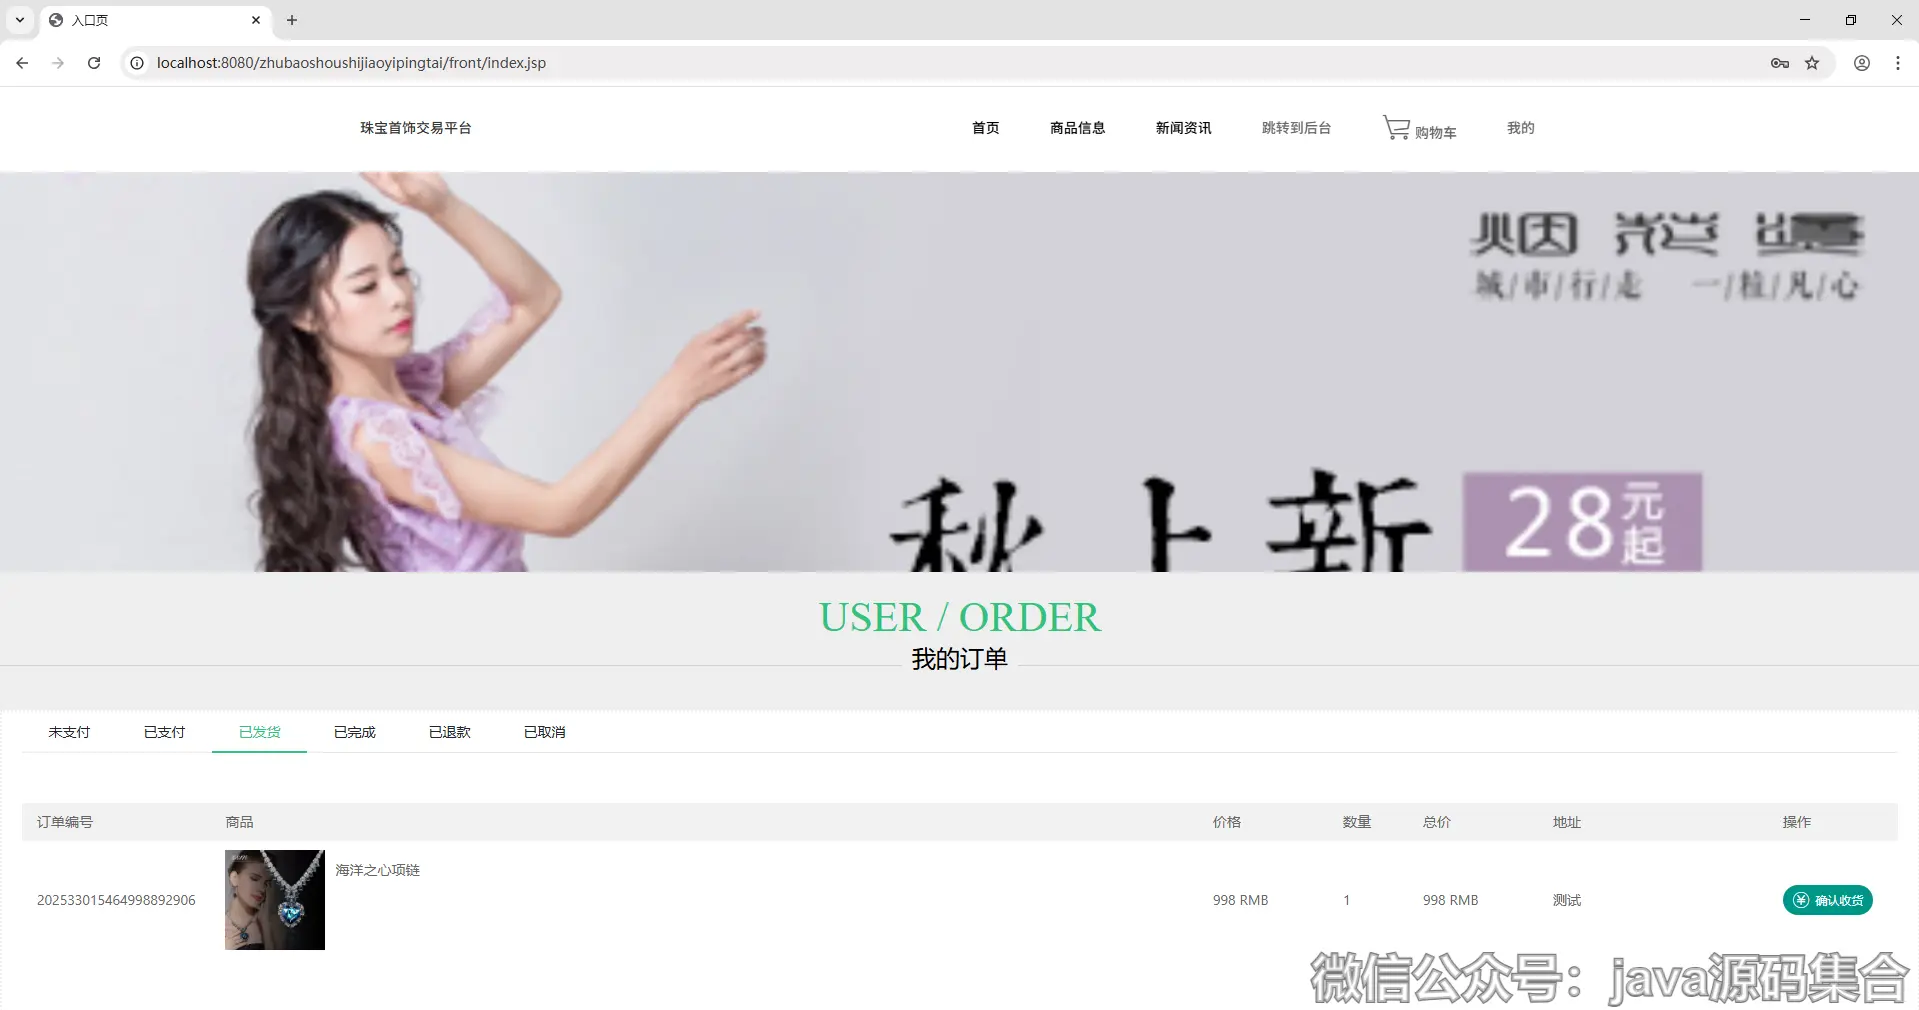 入口页
localhost:8080/zhubaoshoushijiaoyipingtai/front/index.jsp
珠宝首饰交易平台 首页 商品信息 新闻资讯 跳转到后台 购物车 我的
城/市/行/走 一/粒/凡/心
秋上新 28元起
USER / ORDER
我的订单
未支付 已支付 已发货 已完成 已退款 已取消
订单编号 商品 价格 数量 总价 地址 操作
海洋之心项链
202533015464998892906 998 RMB 1 998 RMB 测试 确认收货
微信公众号：java源码集合